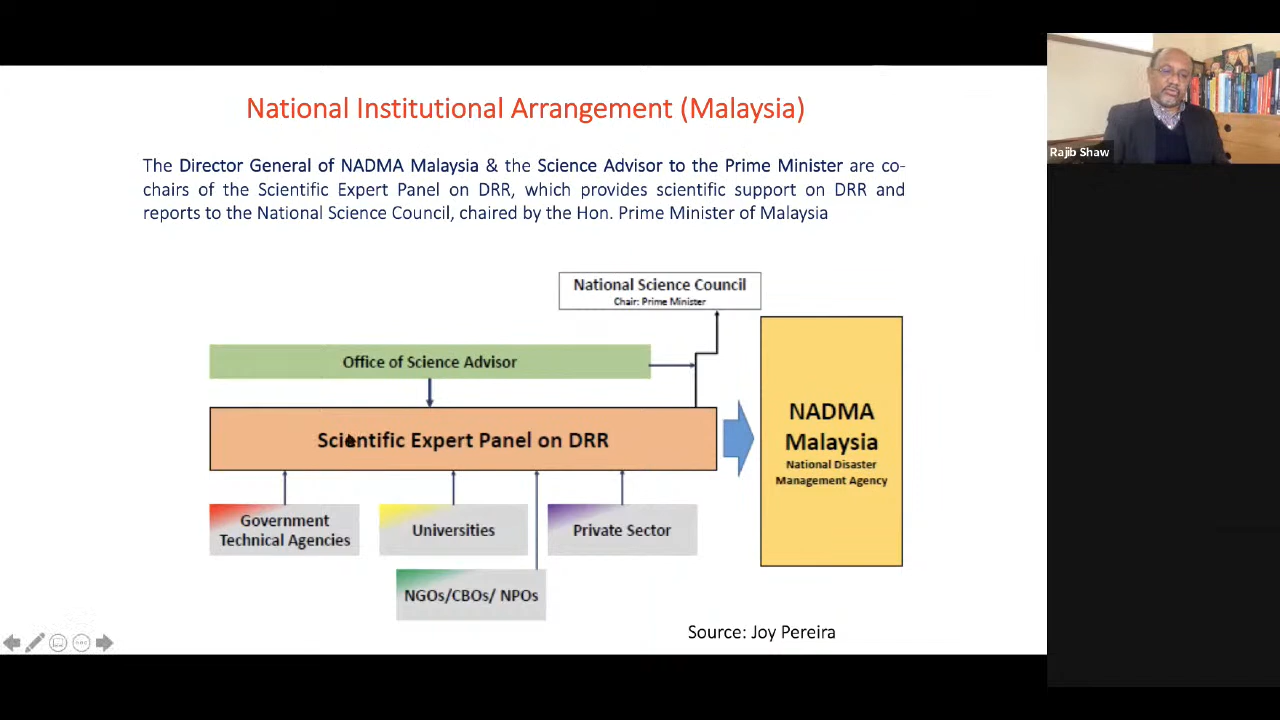 National Institutional Arrangement (Malaysia)
The Director General of NADMA Malaysia & the Science Advisor to the Prime Minister are co-
chairs of the Scientific Expert Panel on DRR, which provides scientific support on DRR and
reports to the National Science Council, chaired by the Hon. Prime Minister of Malaysia
National Science Council
Chair: Prime Minister
Office of Science Advisor
Scientific Expert Panel on DRR
NADMA
Malaysia
National Disaster
Management Agency
Government
Technical Agencies
Universities
Private Sector
NGOs/CBOs/ NPOs
Source: Joy Pereira
Rajib Shaw